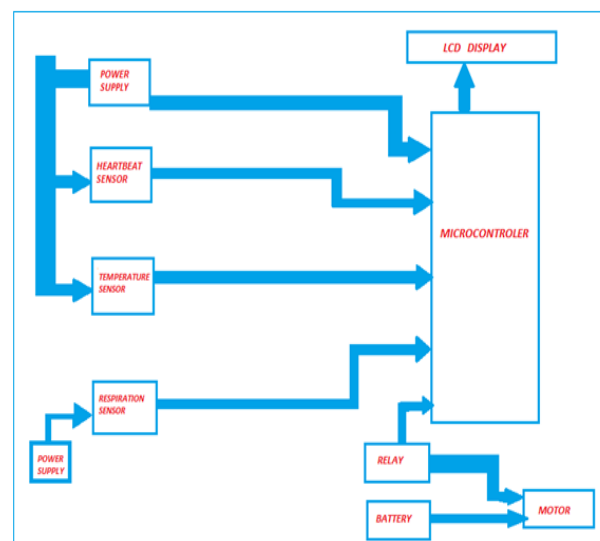 LCD DISPLAY
POWER
SUPPLY
HEARTBEAT
SENSOR
MICROCONTROLER
TEMPERATURE
SENSOR
RESPIRATION
SENSOR
POWER
SUPPLY
RELAY
BATTERY
MOTOR